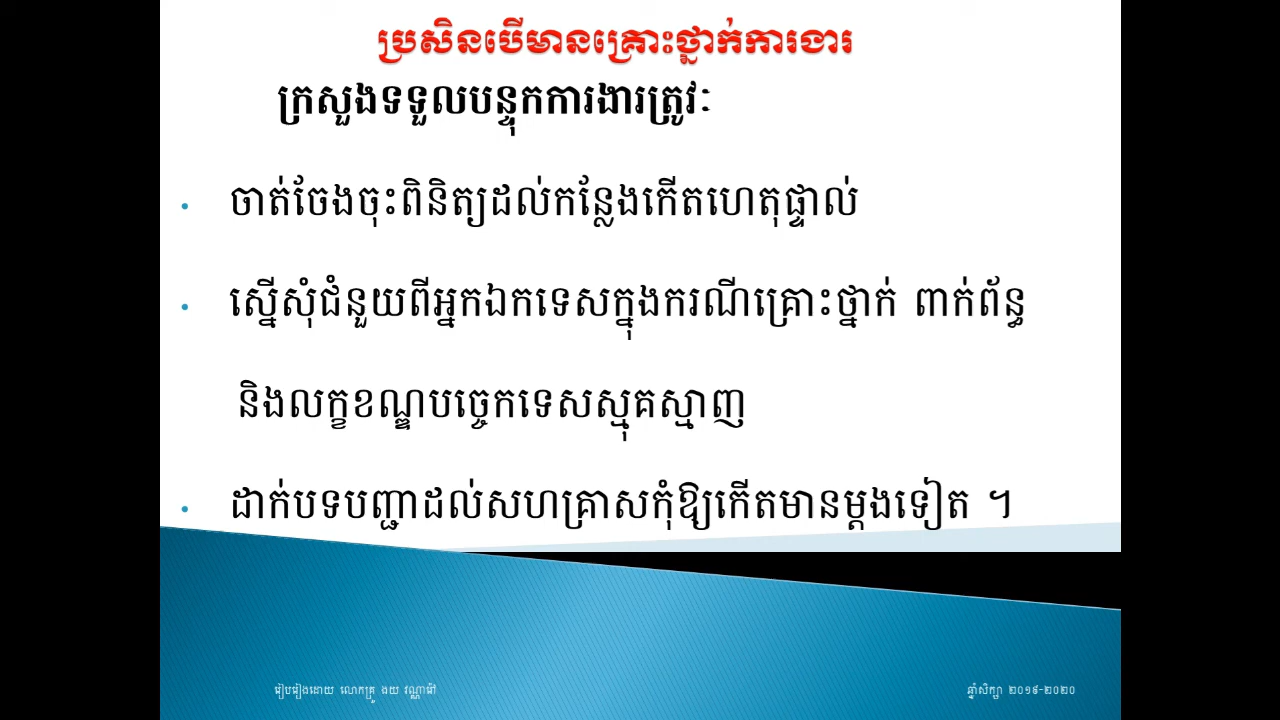 ប្រសិនបើមានគ្រោះថ្នាក់ការងារ
ក្រសួងទទួលបន្ទុកការងារត្រូវៈ
• ចាត់ចែងចុះពិនិត្យដល់កន្លែងកើតហេតុផ្ទាល់
• ស្នើសុំជំនួយពីអ្នកឯកទេសក្នុងករណីគ្រោះថ្នាក់ ពាក់ព័ន្ធ
និងលក្ខខណ្ឌបច្ចេកទេសស្មុគស្មាញ
• ដាក់បទបញ្ជាដល់សហគ្រាសកុំឱ្យកើតមានម្តងទៀត ។
រៀបរៀងដោយ លោកគ្រូ ងយ វណ្ណារ៉ៅ
ឆ្នាំសិក្សា ២០១៩-២០២០